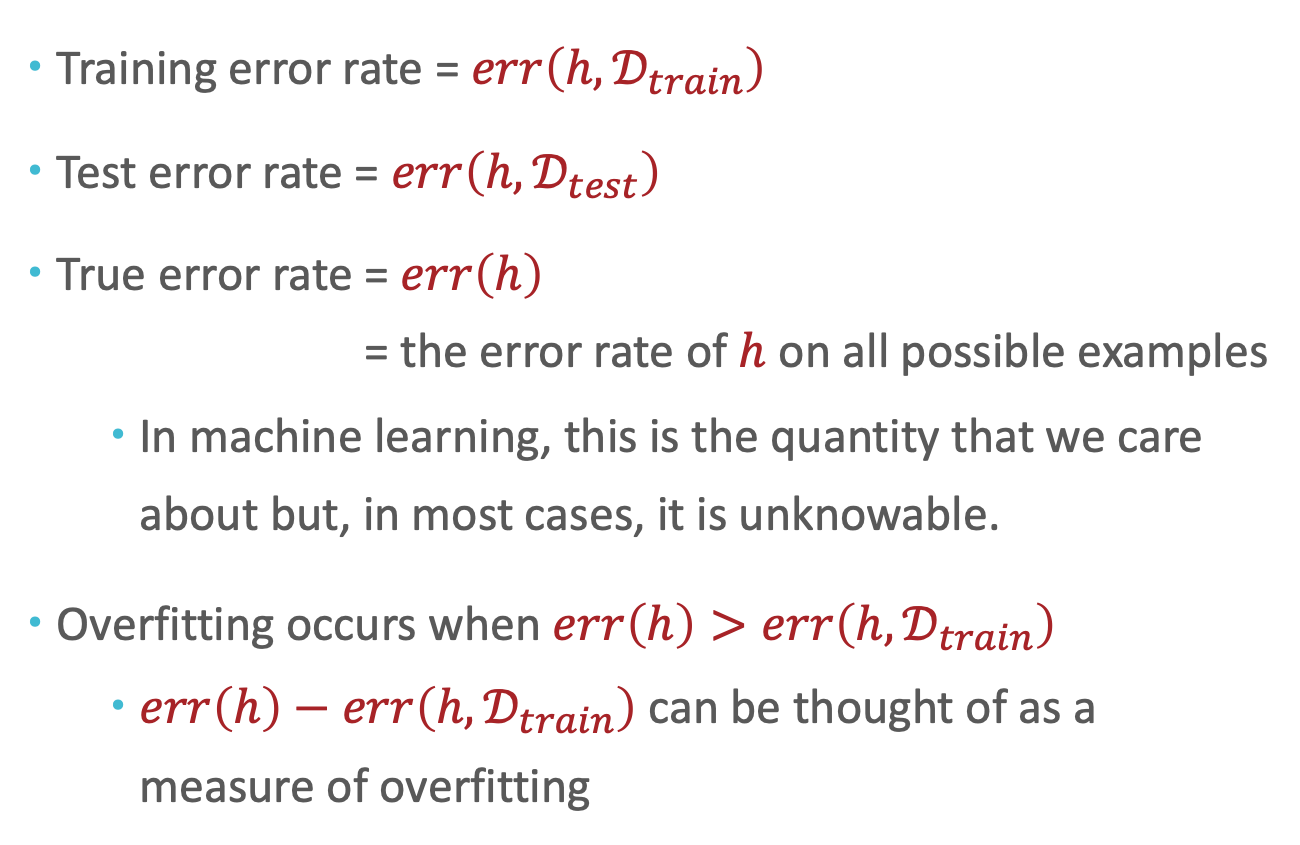 • Training error rate = 𝑒𝑟𝑟(ℎ, 𝒟_train)
• Test error rate = 𝑒𝑟𝑟(ℎ, 𝒟_test)
• True error rate = 𝑒𝑟𝑟(ℎ)
= the error rate of ℎ on all possible examples
• In machine learning, this is the quantity that we care
about but, in most cases, it is unknowable.
• Overfitting occurs when 𝑒𝑟𝑟(ℎ) > 𝑒𝑟𝑟(ℎ, 𝒟_train)
• 𝑒𝑟𝑟(ℎ) − 𝑒𝑟𝑟(ℎ, 𝒟_train) can be thought of as a
measure of overfitting